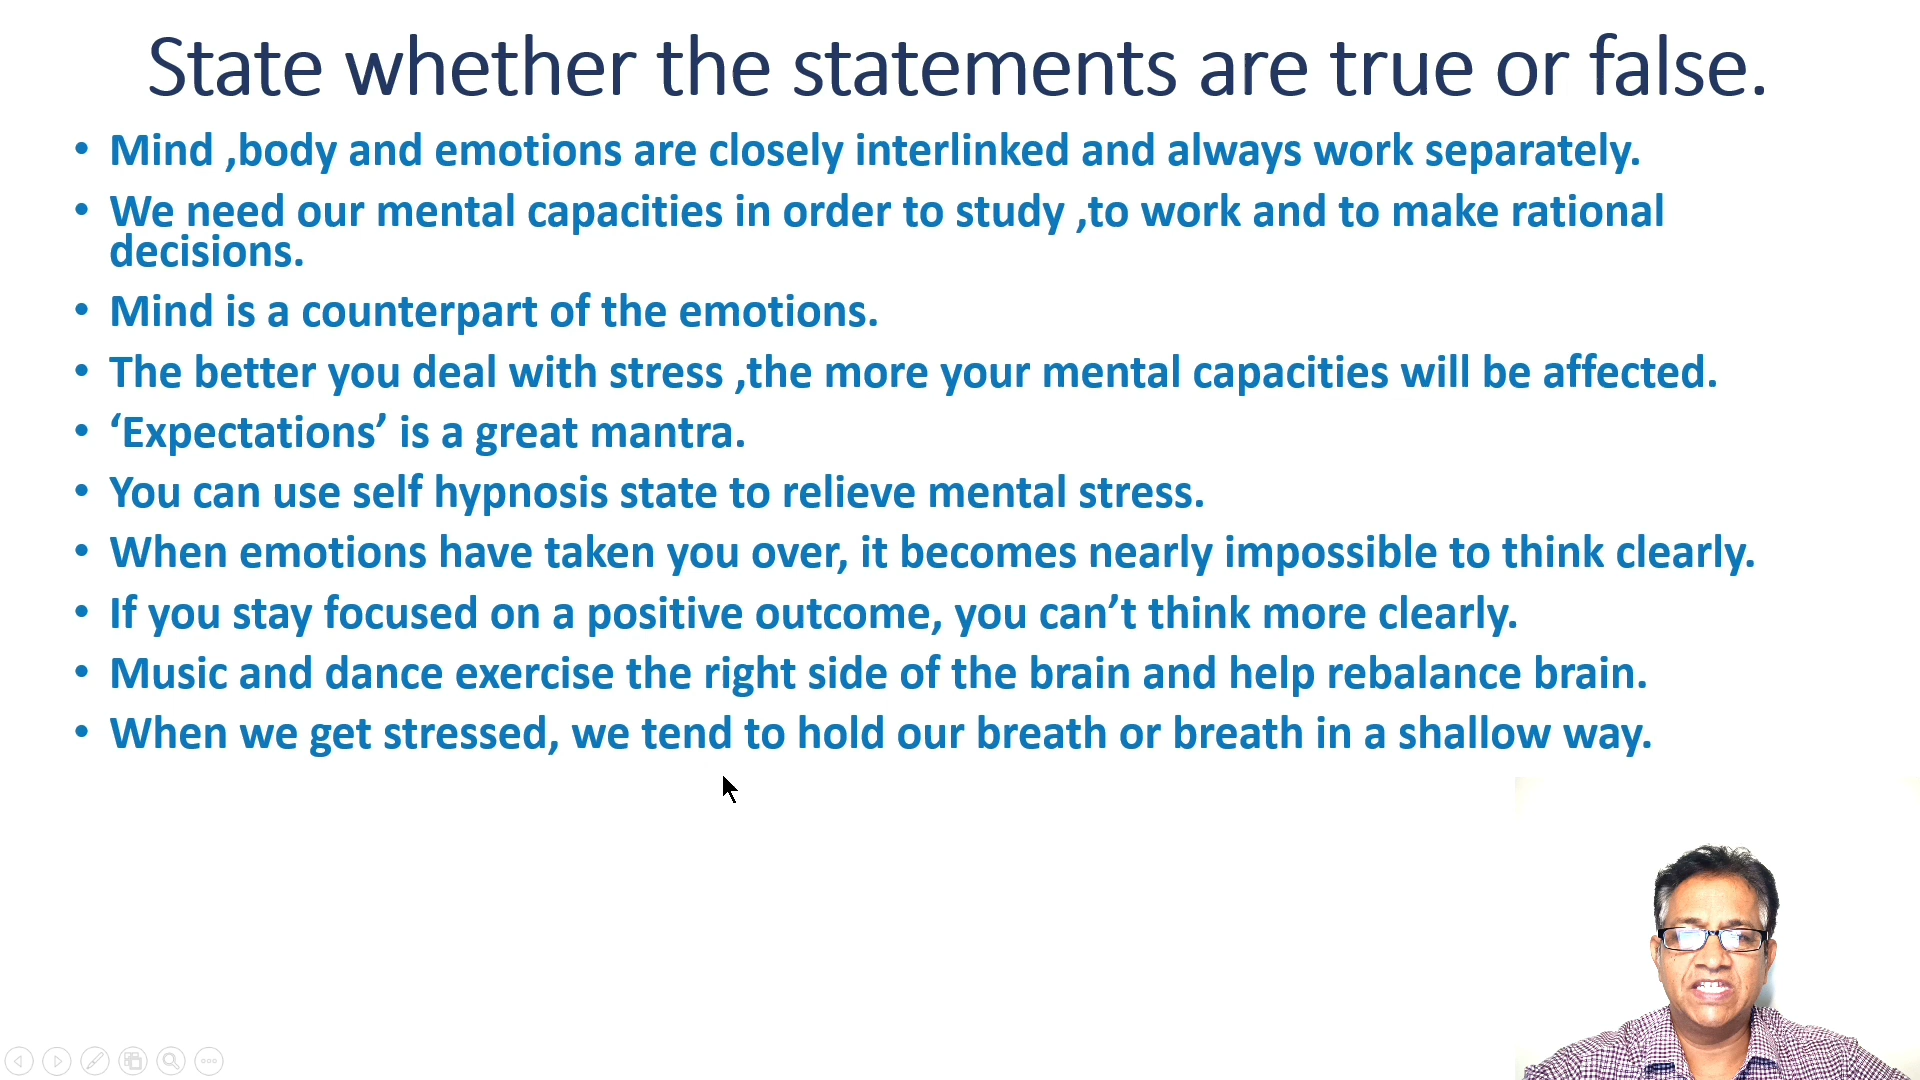 State whether the statements are true or false.
• Mind ,body and emotions are closely interlinked and always work separately.
• We need our mental capacities in order to study ,to work and to make rational
decisions.
• Mind is a counterpart of the emotions.
• The better you deal with stress ,the more your mental capacities will be affected.
• ‘Expectations’ is a great mantra.
• You can use self hypnosis state to relieve mental stress.
• When emotions have taken you over, it becomes nearly impossible to think clearly.
• If you stay focused on a positive outcome, you can’t think more clearly.
• Music and dance exercise the right side of the brain and help rebalance brain.
• When we get stressed, we tend to hold our breath or breath in a shallow way.